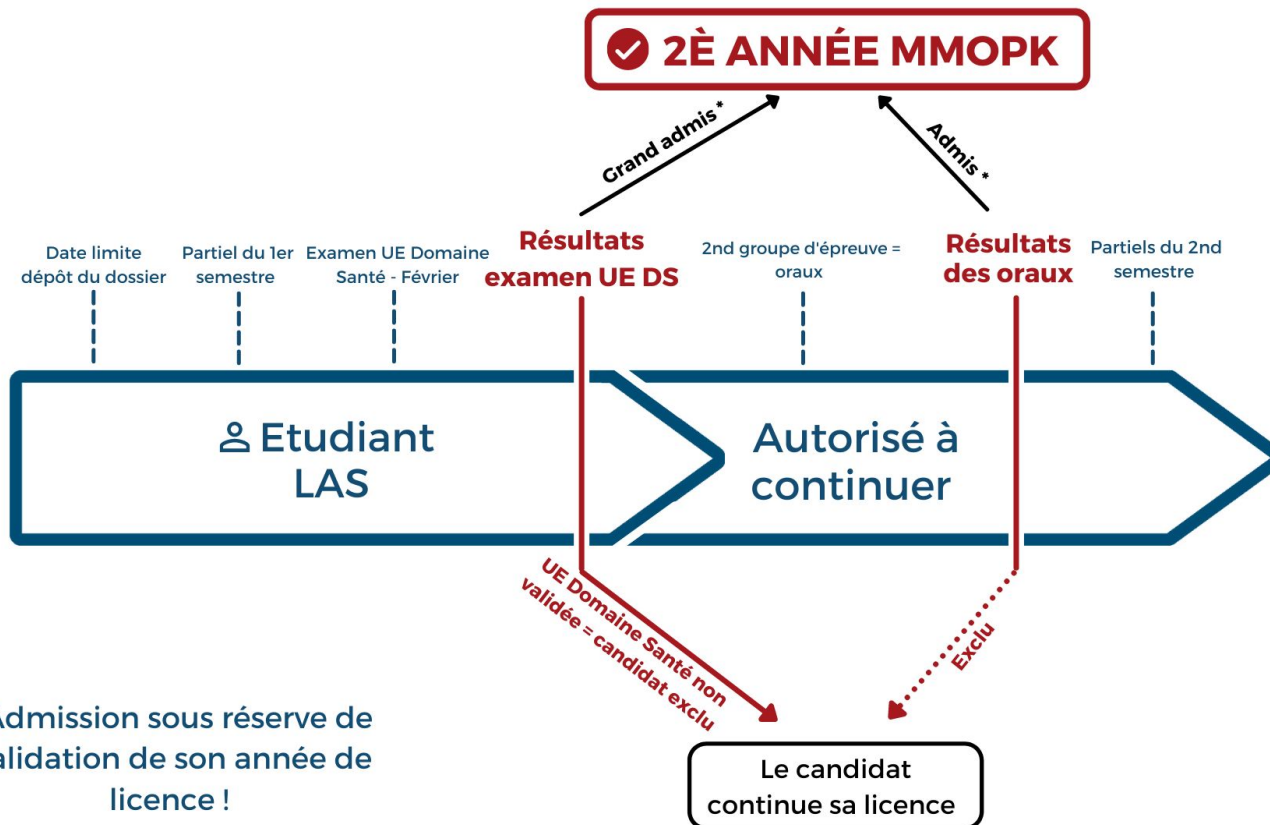 2È ANNÉE MMOPK
Grand admis *
Admis *
Date limite
dépôt du dossier
Partiel du 1er
semestre
Examen UE Domaine
Santé - Février
Résultats
examen UE DS
2nd groupe d'épreuve =
oraux
Résultats
des oraux
Partiels du 2nd
semestre
Etudiant
LAS
Autorisé à
continuer
UE Domaine Santé non
validée = candidat exclu
Exclu
Admission sous réserve de
alidation de son année de
licence !
Le candidat
continue sa licence